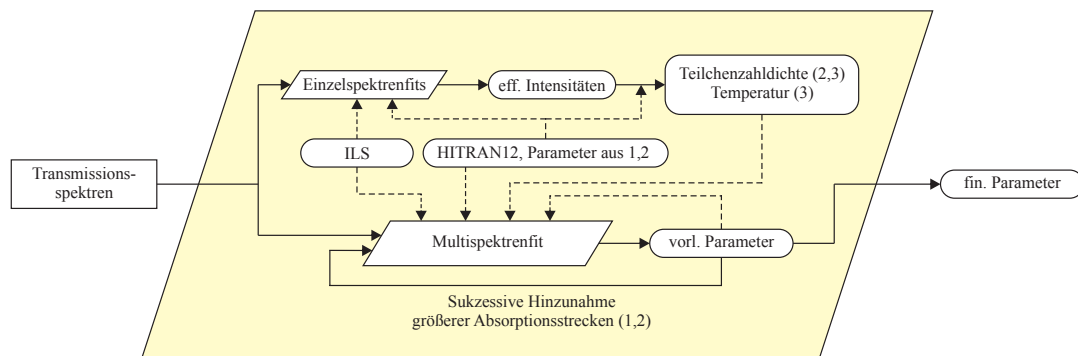 Einzelspektrenfits
eff. Intensitäten
Teilchenzahldichte (2,3)
Temperatur (3)
ILS
HITRAN12, Parameter aus 1,2
Transmissions-
spektren
fin. Parameter
Multispektrenfit
vorl. Parameter
Sukzessive Hinzunahme
größerer Absorptionsstrecken (1,2)